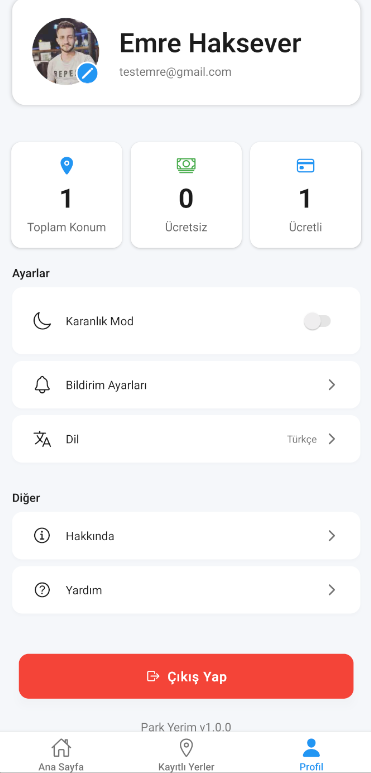 Emre Haksever
testemre@gmail.com
1
Toplam Konum
0
Ücretsiz
1
Ücretli
Ayarlar
Karanlık Mod
Bildirim Ayarları
Dil
Türkçe
Diğer
Hakkında
Yardım
Çıkış Yap
Park Yerim v1.0.0
Ana Sayfa
Kayıtlı Yerler
Profil